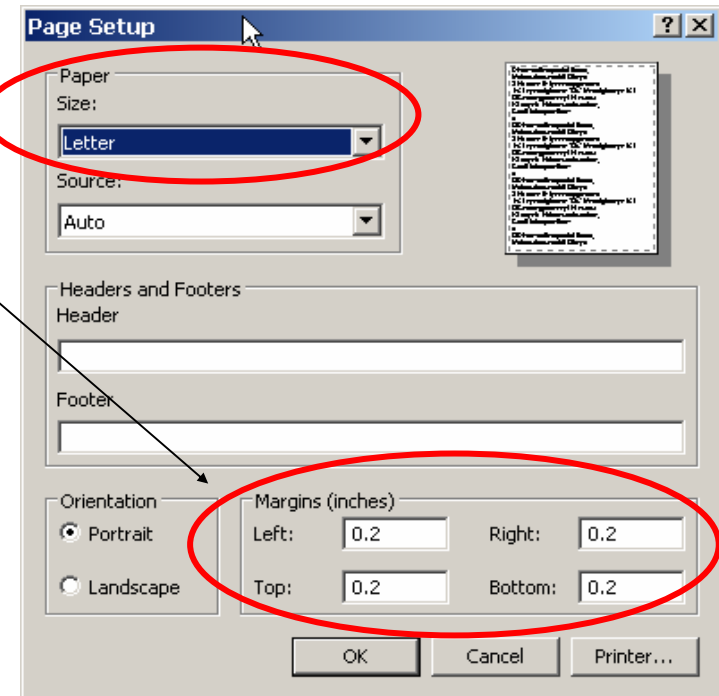 Page Setup
Paper
Size:
Letter
Source:
Auto
Headers and Footers
Header
Footer
Orientation
Portrait
Landscape
Margins (inches)
Left: 0.2 Right: 0.2
Top: 0.2 Bottom: 0.2
OK Cancel Printer...